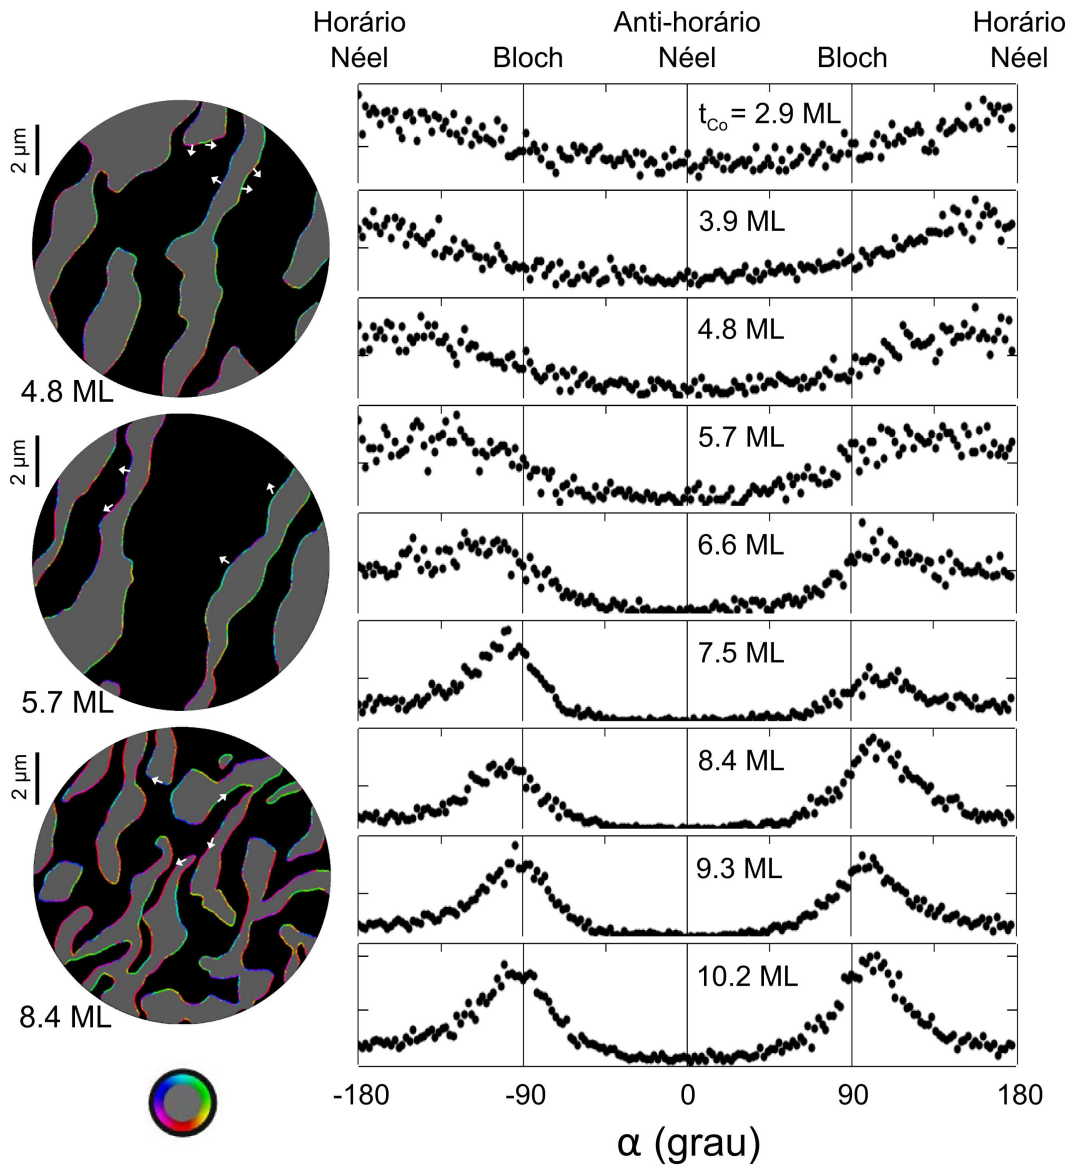 Horário Anti-horário Horário
Néel Bloch Néel Bloch Néel
2 µm
4.8 ML
2 µm
5.7 ML
2 µm
8.4 ML
t_Co = 2.9 ML
3.9 ML
4.8 ML
5.7 ML
6.6 ML
7.5 ML
8.4 ML
9.3 ML
10.2 ML
-180 -90 0 90 180
α (grau)